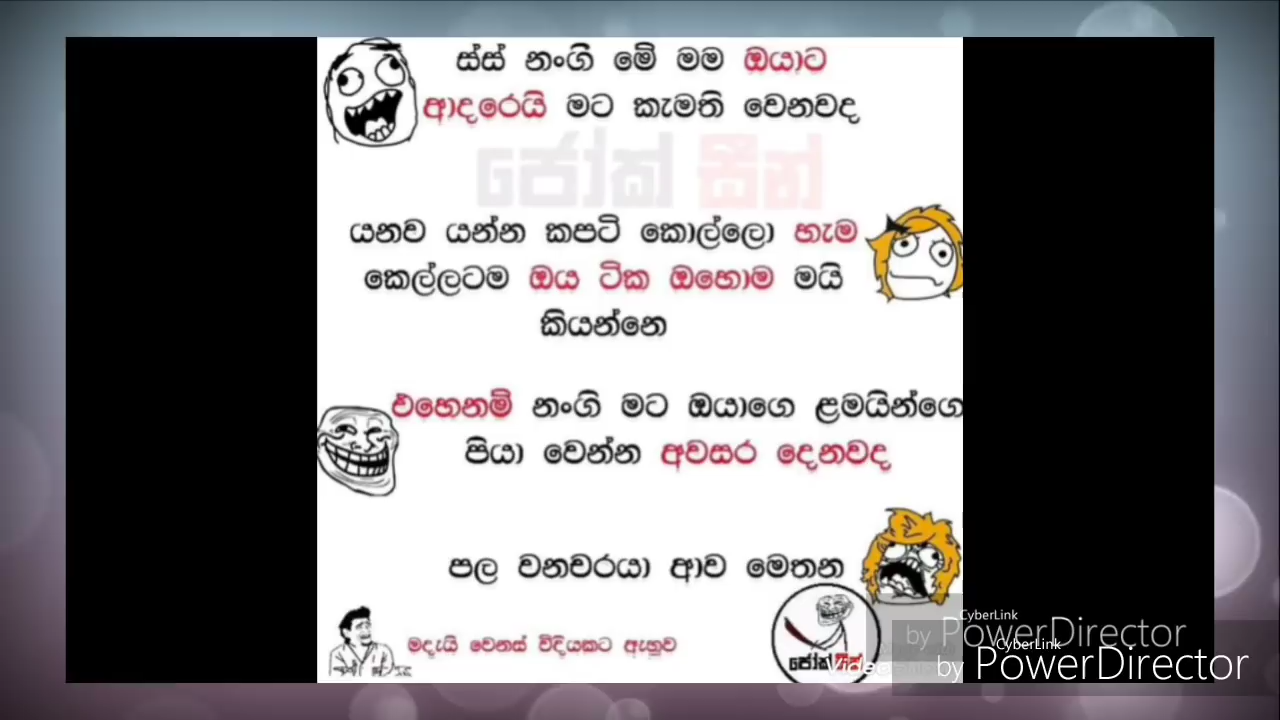 ස්ස් නංගී මේ මම ඔයාට
ආදරෙයි මට කැමති වෙනවද
ජෝක් සීන්
යනව යන්න කපටි කොල්ලො හැම
කෙල්ලටම ඔය ටික ඔහොම මයි
කියන්නෙ
එහෙනම් නංගි මට ඔයාගෙ ළමයින්ගෙ
පියා වෙන්න අවසර දෙනවද
පල වනචරයා ආව මෙතන
මදැයි වෙනස් විදියකට ඇහුව
ජෝක් සීන්
CyberLink
by PowerDirector
CyberLink
by PowerDirector